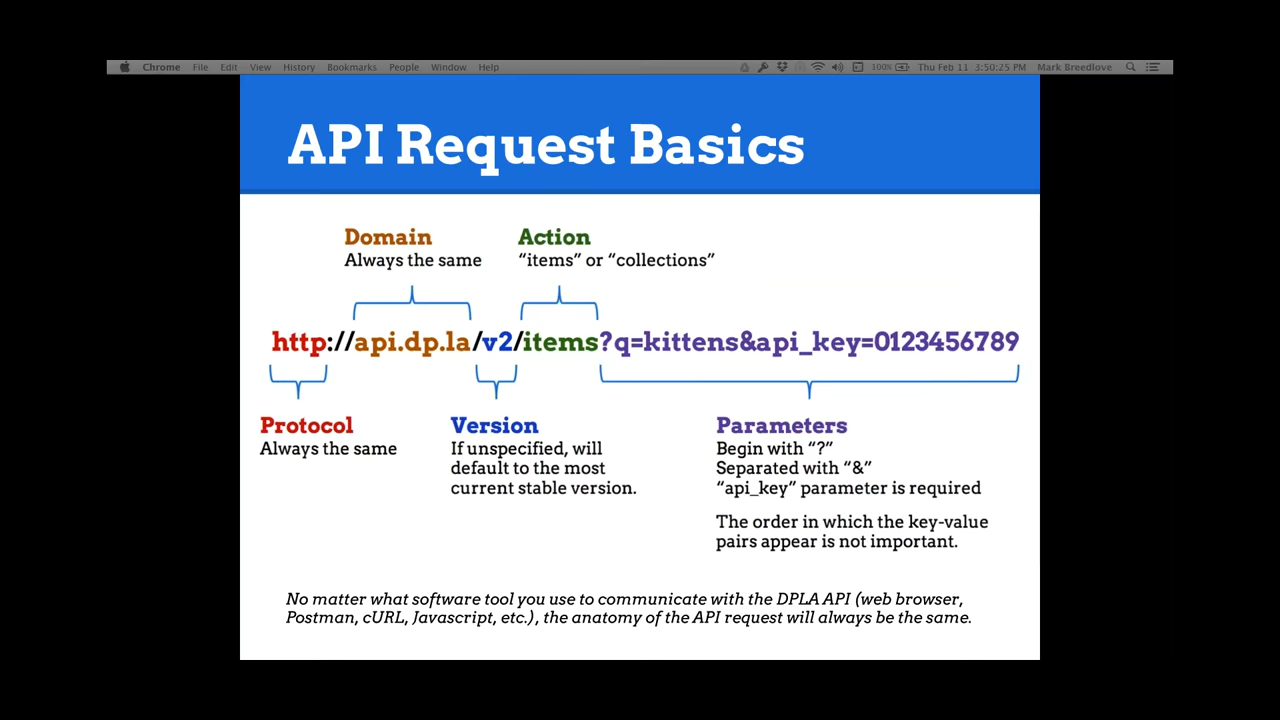 Chrome File Edit View History Bookmarks People Window Help 100% Thu Feb 11 3:50:25 PM Mark Breedlove
API Request Basics
Domain
Always the same
Action
“items” or “collections”
http://api.dp.la/v2/items?q=kittens&api_key=0123456789
Protocol
Always the same
Version
If unspecified, will
default to the most
current stable version.
Parameters
Begin with “?”
Separated with “&”
“api_key” parameter is required
The order in which the key-value
pairs appear is not important.
No matter what software tool you use to communicate with the DPLA API (web browser,
Postman, cURL, Javascript, etc.), the anatomy of the API request will always be the same.